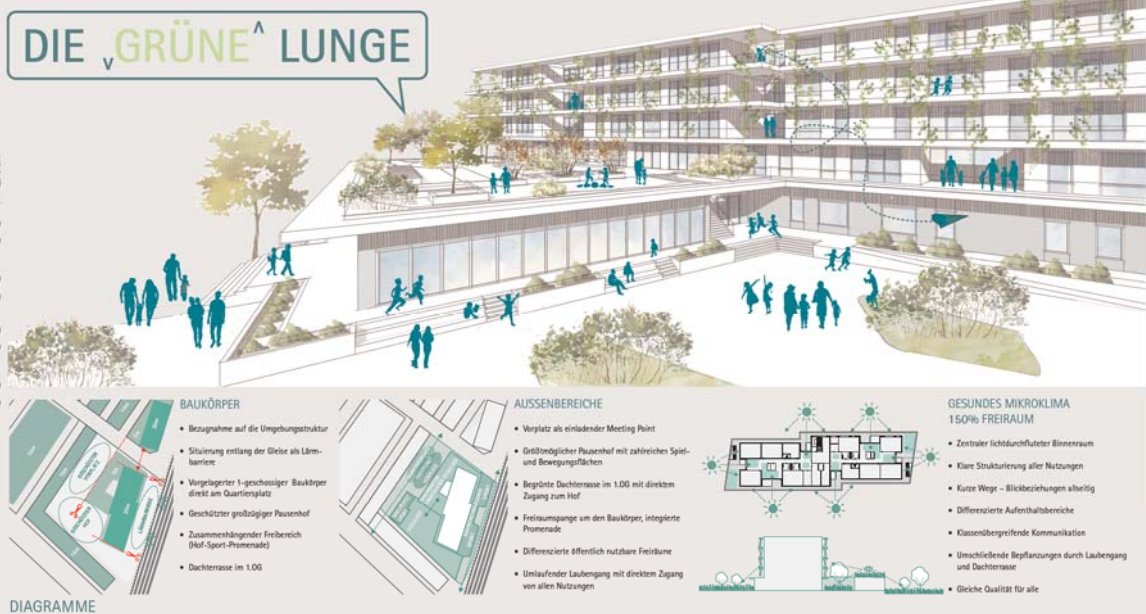 DIE ˅GRÜNE˄ LUNGE
BAUKÖRPER
• Bezugnahme auf die Umgebungsstruktur
• Situierung entlang der Gleise als Lärm-
barriere
• Vorgelagerter 1-geschossiger Baukörper
direkt am Quartiersplatz
• Geschützter großzügiger Pausenhof
• Zusammenhängender Freibereich
(Hof-Sport-Promenade)
• Dachterrasse im 1.OG
AUSSENBEREICHE
• Vorplatz als einladender Meeting Point
• Größtmöglicher Pausenhof mit zahlreichen Spiel-
und Bewegungsflächen
• Begrünte Dachterrasse im 1.OG mit direktem
Zugang zum Hof
• Freiraumspange um den Baukörper, integrierte
Promenade
• Differenzierte öffentlich nutzbare Freiräume
• Umlaufender Laubengang mit direktem Zugang
von allen Nutzungen
GESUNDES MIKROKLIMA
150% FREIRAUM
• Zentraler lichtdurchfluteter Binnenraum
• Klare Strukturierung aller Nutzungen
• Kurze Wege – Blickbeziehungen allseitig
• Differenzierte Aufenthaltsbereiche
• Klassenübergreifende Kommunikation
• Umschließende Bepflanzungen durch Laubengang
und Dachterrasse
• Gleiche Qualität für alle
DIAGRAMME